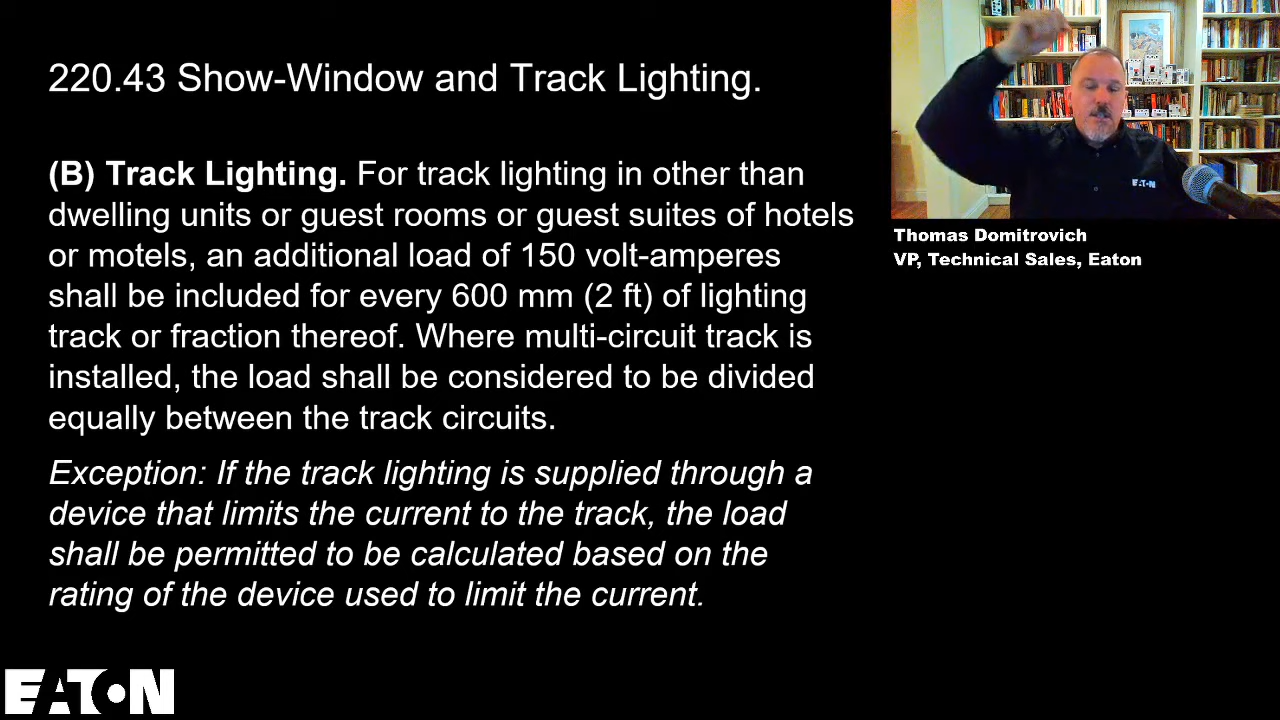 220.43 Show-Window and Track Lighting.
(B) Track Lighting. For track lighting in other than
dwelling units or guest rooms or guest suites of hotels
or motels, an additional load of 150 volt-amperes
shall be included for every 600 mm (2 ft) of lighting
track or fraction thereof. Where multi-circuit track is
installed, the load shall be considered to be divided
equally between the track circuits.
Exception: If the track lighting is supplied through a
device that limits the current to the track, the load
shall be permitted to be calculated based on the
rating of the device used to limit the current.
EATON
Thomas Domitrovich
VP, Technical Sales, Eaton
EATON